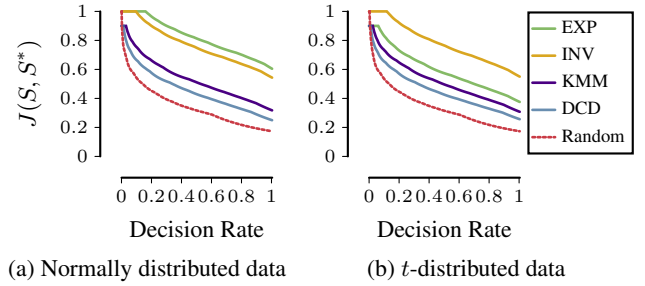 J(S, S*)
1
0.8
0.6
0.4
0.2
0
0 0.2 0.4 0.6 0.8 1
Decision Rate
(a) Normally distributed data
1
0.8
0.6
0.4
0.2
0
0 0.2 0.4 0.6 0.8 1
Decision Rate
(b) t-distributed data
EXP
INV
KMM
DCD
Random